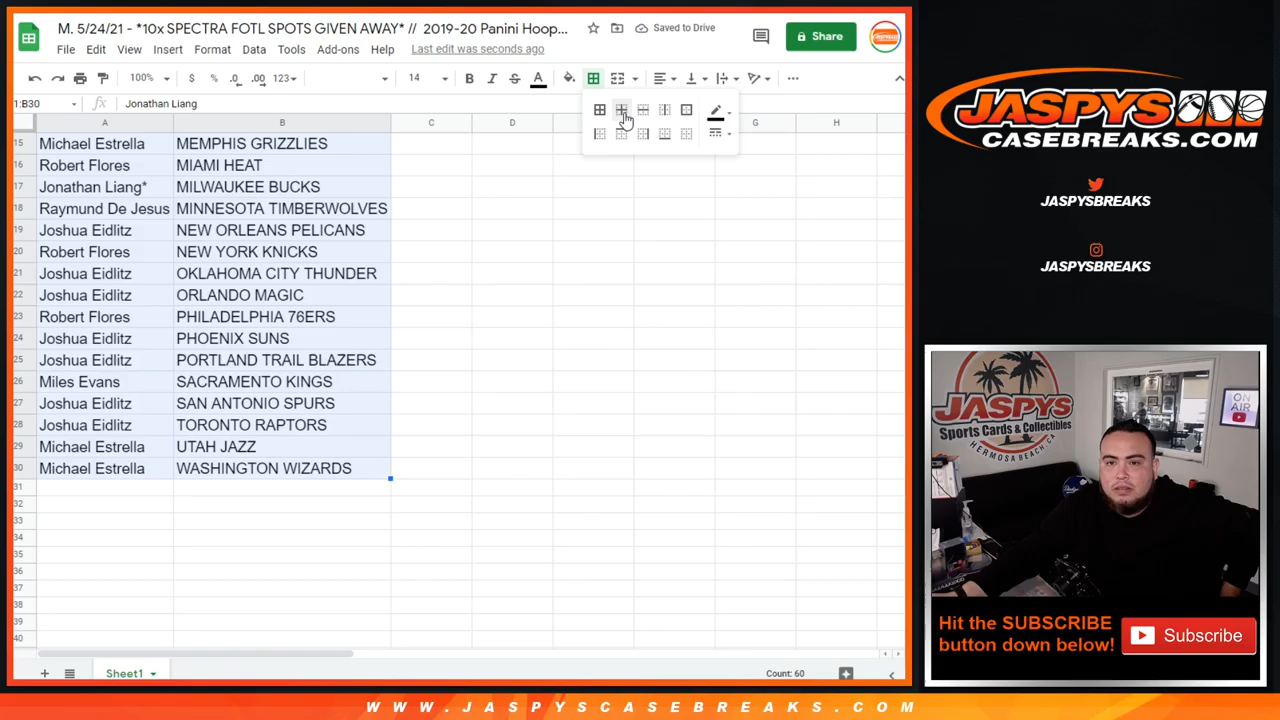 M. 5/24/21 - *10x SPECTRA FOTL SPOTS GIVEN AWAY* // 2019-20 Panini Hoop...
Saved to Drive
Share
File Edit View Insert Format Data Tools Add-ons Help Last edit was seconds ago
100% $ % .0 .00 123 14 B I S A
1:B30 fx Jonathan Liang
A B C D G H
15 Michael Estrella MEMPHIS GRIZZLIES
16 Robert Flores MIAMI HEAT
17 Jonathan Liang* MILWAUKEE BUCKS
18 Raymund De Jesus MINNESOTA TIMBERWOLVES
19 Joshua Eidlitz NEW ORLEANS PELICANS
20 Robert Flores NEW YORK KNICKS
21 Joshua Eidlitz OKLAHOMA CITY THUNDER
22 Joshua Eidlitz ORLANDO MAGIC
23 Robert Flores PHILADELPHIA 76ERS
24 Joshua Eidlitz PHOENIX SUNS
25 Joshua Eidlitz PORTLAND TRAIL BLAZERS
26 Miles Evans SACRAMENTO KINGS
27 Joshua Eidlitz SAN ANTONIO SPURS
28 Joshua Eidlitz TORONTO RAPTORS
29 Michael Estrella UTAH JAZZ
30 Michael Estrella WASHINGTON WIZARDS
31
32
33
34
35
36
37
38
39
40
Sheet1
Count: 60
JASPYS
CASEBREAKS.COM
JASPYSBREAKS
JASPYSBREAKS
JASPYS
Sports Cards & Collectibles
HERMOSA BEACH, CA
ON AIR
Hit the SUBSCRIBE
button down below!
Subscribe
WWW.JASPYSCASEBREAKS.COM